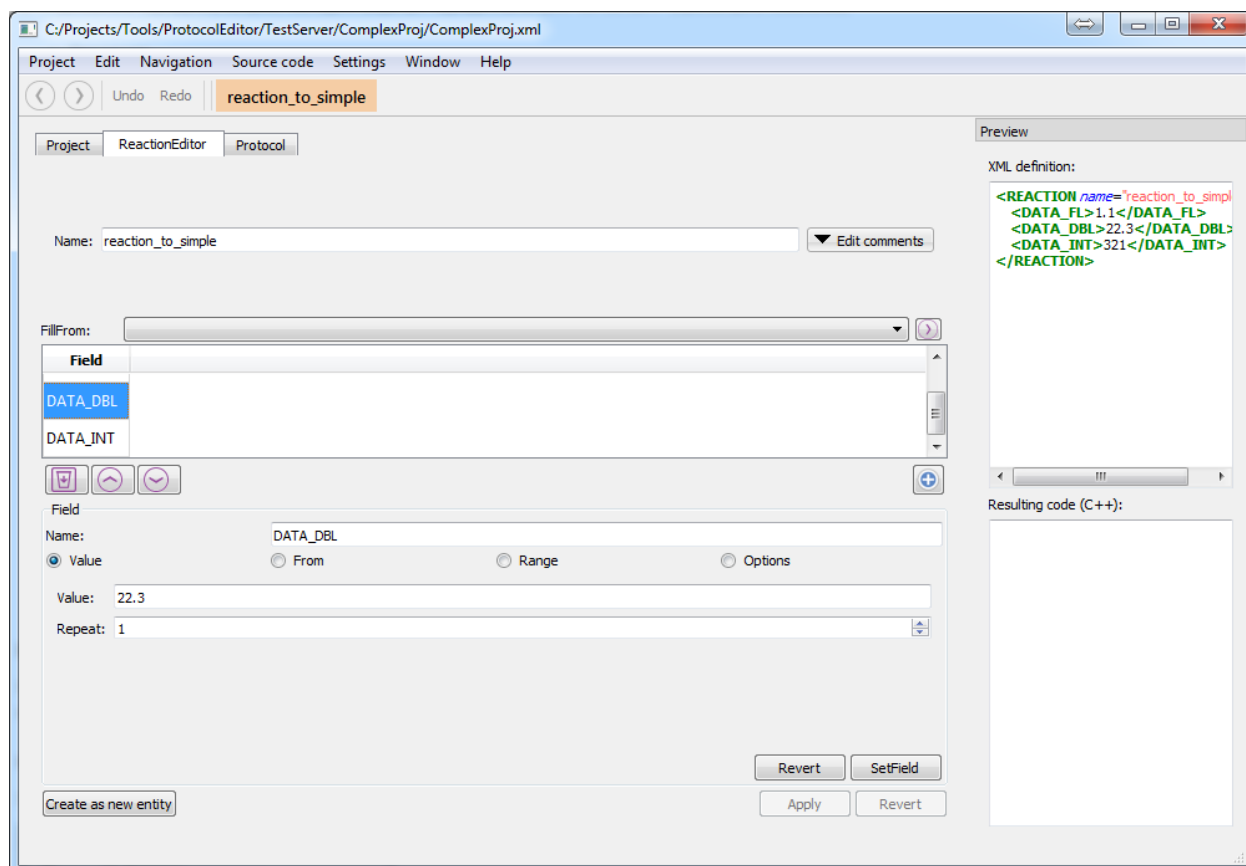 C:/Projects/Tools/ProtocolEditor/TestServer/ComplexProj/ComplexProj.xml
Project Edit Navigation Source code Settings Window Help
Undo Redo reaction_to_simple
Project ReactionEditor Protocol
Name: reaction_to_simple Edit comments
FillFrom:
Field
DATA_DBL
DATA_INT
Field
Name: DATA_DBL
Value From Range Options
Value: 22.3
Repeat: 1
Revert SetField
Create as new entity Apply Revert
Preview
XML definition:
<REACTION name="reaction_to_simpl
<DATA_FL>1.1</DATA_FL>
<DATA_DBL>22.3</DATA_DBL>
<DATA_INT>321</DATA_INT>
</REACTION>
Resulting code (C++):